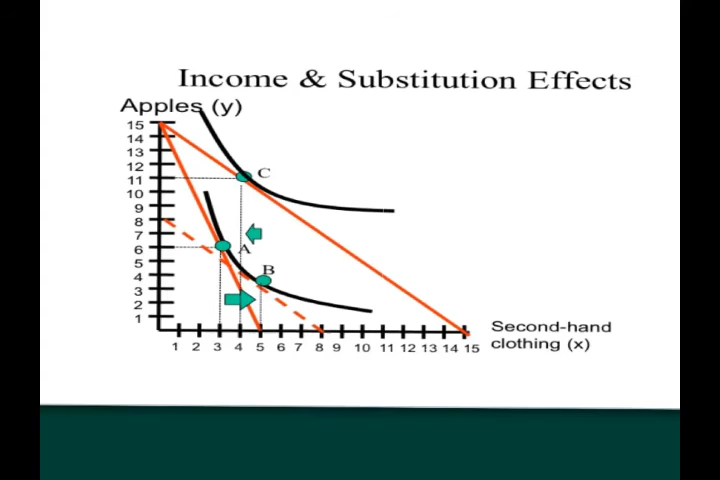 Income & Substitution Effects
Apples (y)
15
14
13
12
11
10
9
8
7
6
5
4
3
2
1
C
A
B
1 2 3 4 5 6 7 8 9 10 11 12 13 14 15
Second-hand
clothing (x)